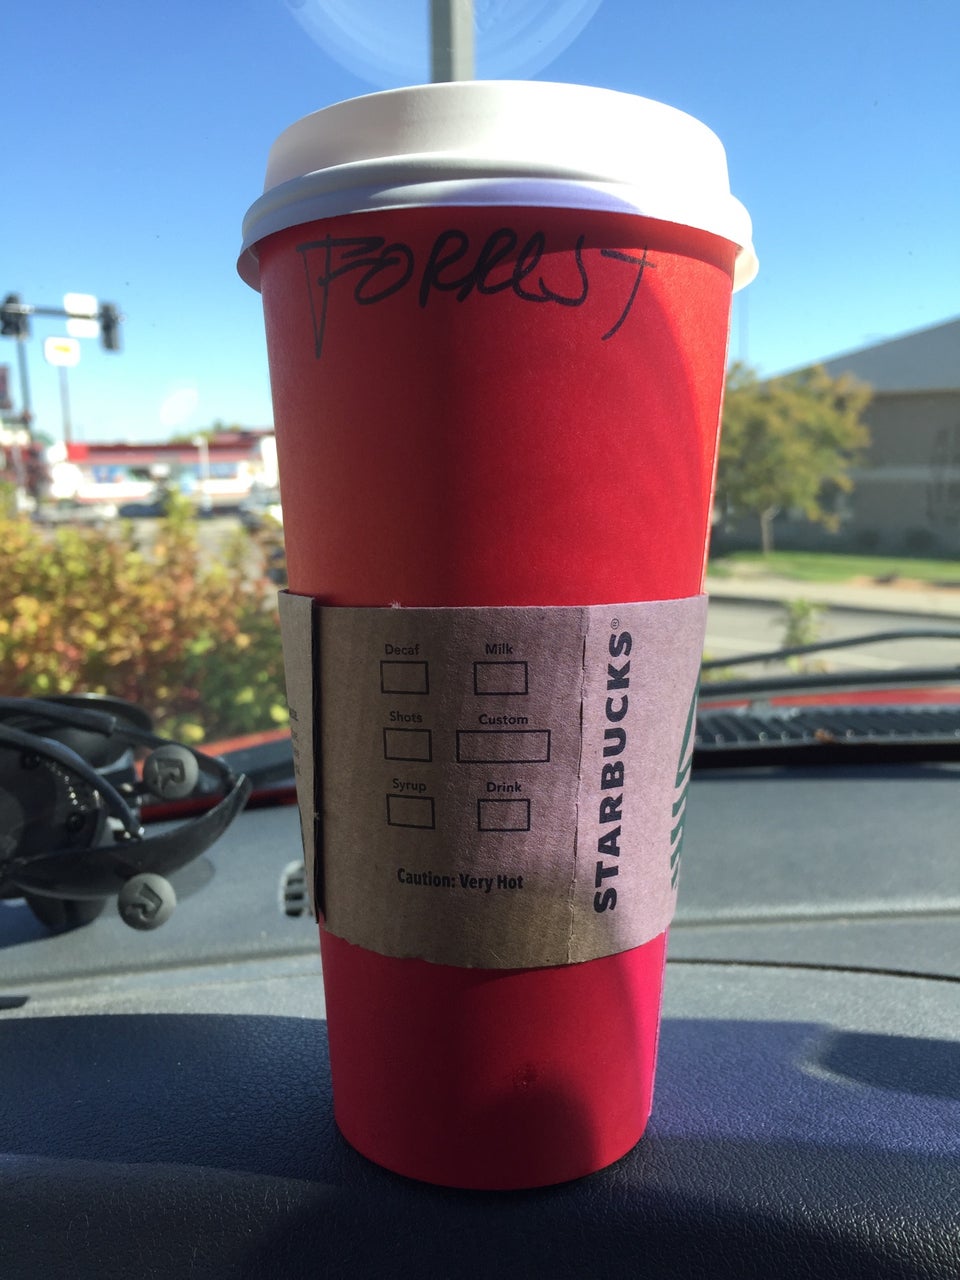 FORREST
Decaf Milk
Shots Custom
Syrup Drink
Caution: Very Hot
STARBUCKS®
R
R